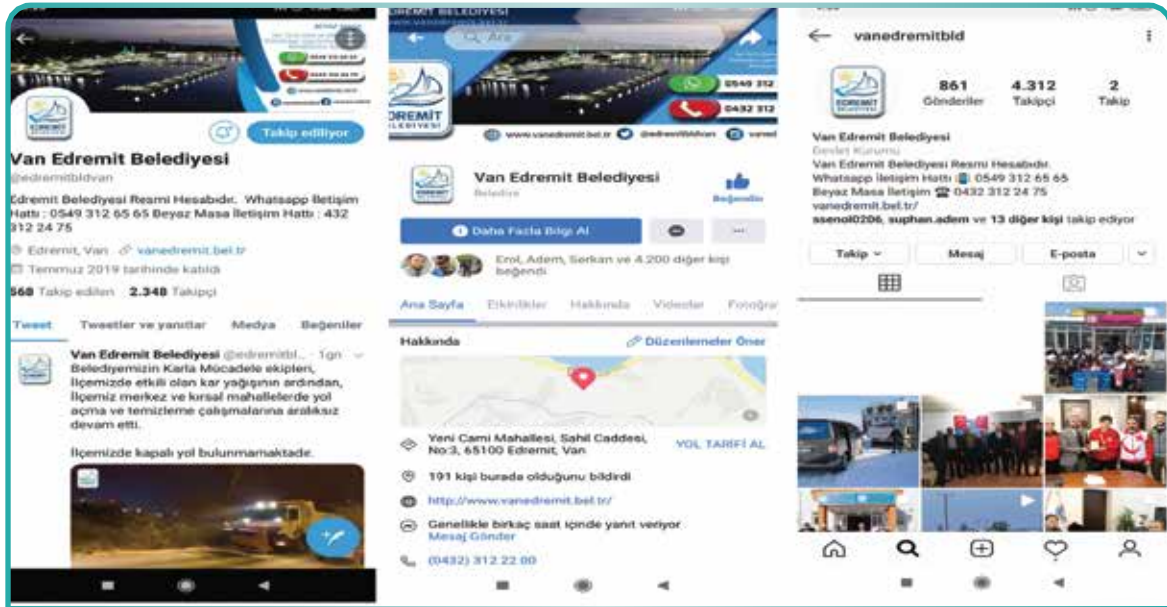 EDREMİT
Takip ediliyor
Van Edremit Belediyesi
@edremitbldvan
Edremit Belediyesi Resmi Hesabıdır. Whatsapp İletişim
Hattı : 0549 312 65 65 Beyaz Masa İletişim Hattı : 432
312 24 75
Edremit, Van vanedremit.bel.tr
Temmuz 2019 tarihinde katıldı
568 Takip edilen 2.348 Takipçi
Tweet Tweetler ve yanıtlar Medya Beğeniler
Van Edremit Belediyesi @edremitbl.. · 1gn
Belediyemizin Karla Mücadele ekipleri,
İlçemizde etkili olan kar yağışının ardından,
İlçemiz merkez ve kırsal mahallelerde yol
açma ve temizleme çalışmalarına aralıksız
devam etti.
İlçemizde kapalı yol bulunmamaktadır.
EDREMİT BELEDİYESİ
Ara
0549 312
0432 312
www.vanedremit.bel.tr @edremitbldvan vaned
Van Edremit Belediyesi
Belediye
Beğendin
Daha Fazla Bilgi Al
Erol, Adem, Serkan ve 4.200 diğer kişi
beğendi
Ana Sayfa Etkinlikler Hakkında Videolar Fotoğraf
Hakkında Düzenlemeler Öner
Yeni Cami Mahallesi, Sahil Caddesi,
No:3, 65100 Edremit, Van YOL TARİFİ AL
191 kişi burada olduğunu bildirdi
http://www.vanedremit.bel.tr/
Genellikle birkaç saat içinde yanıt veriyor
Mesaj Gönder
(0432) 312 22 00
vanedremitbld
EDREMİT
861 4.312 2
Gönderiler Takipçi Takip
Van Edremit Belediyesi
Devlet Kurumu
Van Edremit Belediyesi Resmi Hesabıdır.
Whatsapp İletişim Hattı 0549 312 65 65
Beyaz Masa İletişim 0432 312 24 75
vanedremit.bel.tr/
ssenol0206, suphan.adem ve 13 diğer kişi takip ediyor
Takip Mesaj E-posta